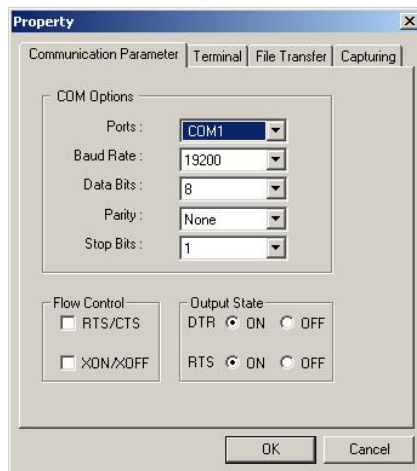 Property
Communication Parameter Terminal File Transfer Capturing
COM Options
Ports : COM1
Baud Rate : 19200
Data Bits : 8
Parity : None
Stop Bits : 1
Flow Control Output State
RTS/CTS DTR ON OFF
XON/XOFF RTS ON OFF
OK Cancel